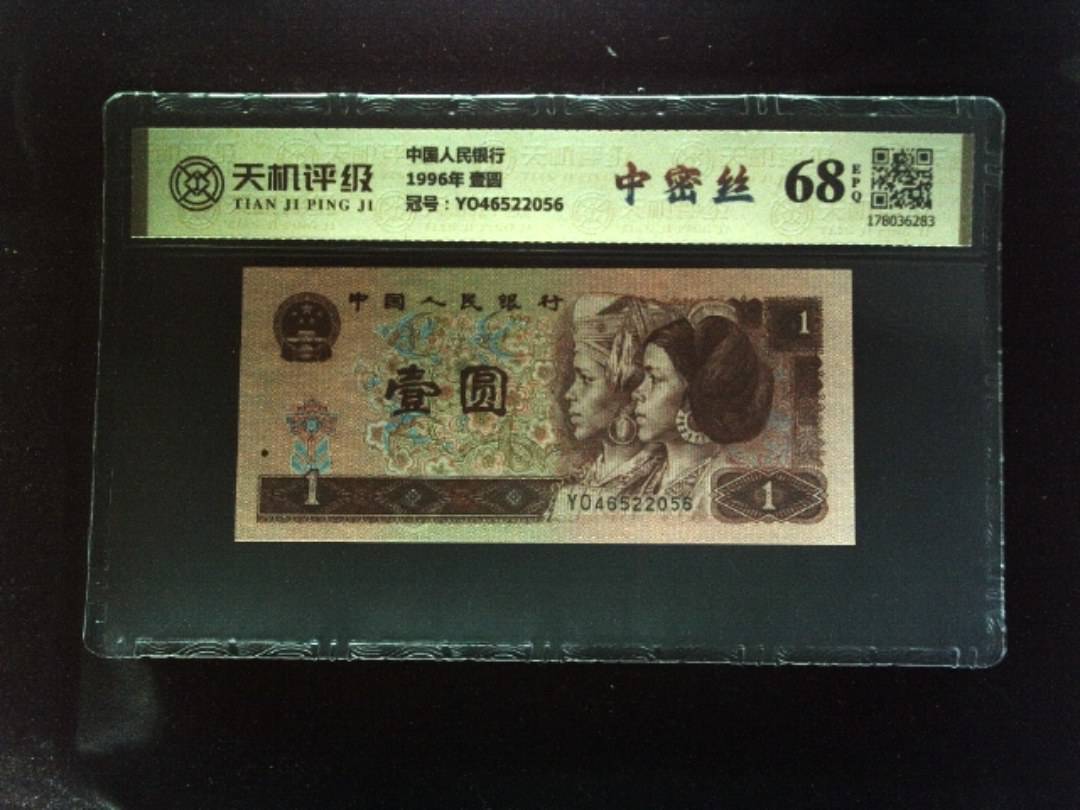 天机评级
TIAN JI PING JI
中国人民银行
1996年 壹圆
冠号：YO46522056
中密丝
68
EPQ
178036283
中国人民银行
1
壹圆
1
YO46522056
1